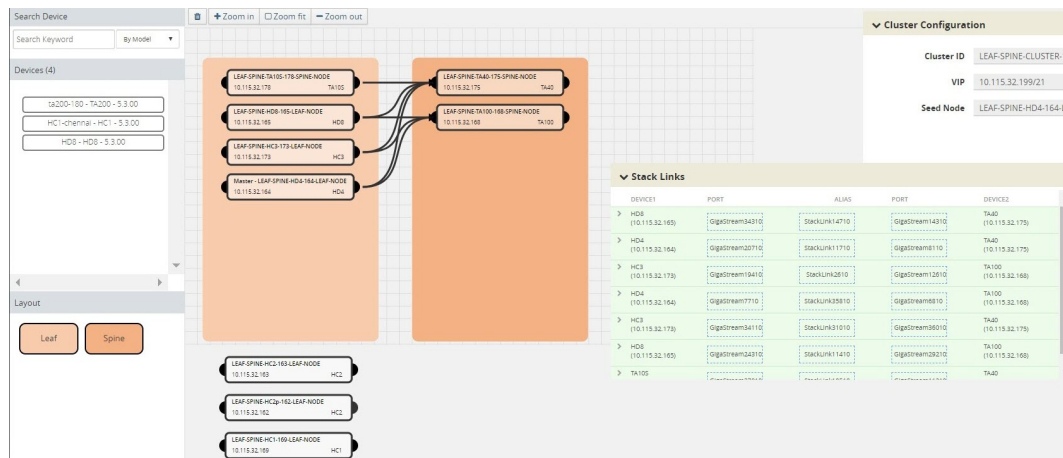 Search Device
Search Keyword
By Model
Devices (4)
ta200-180 - TA200 - 5.3.00
HC1-chennai - HC1 - 5.3.00
HD8 - HD8 - 5.3.00
Layout
Leaf
Spine
Zoom in
Zoom fit
Zoom out
LEAF-SPINE-TA10S-178-SPINE-NODE
10.115.32.178 TA10S
LEAF-SPINE-HD8-165-LEAF-NODE
10.115.32.165 HD8
LEAF-SPINE-HC3-173-LEAF-NODE
10.115.32.173 HC3
Master - LEAF-SPINE-HD4-164-LEAF-NODE
10.115.32.164 HD4
LEAF-SPINE-TA40-175-SPINE-NODE
10.115.32.175 TA40
LEAF-SPINE-TA100-168-SPINE-NODE
10.115.32.168 TA100
LEAF-SPINE-HC2-163-LEAF-NODE
10.115.32.163 HC2
LEAF-SPINE-HC2p-162-LEAF-NODE
10.115.32.162 HC2
LEAF-SPINE-HC1-169-LEAF-NODE
10.115.32.169 HC1
Cluster Configuration
Cluster ID LEAF-SPINE-CLUSTER-
VIP 10.115.32.199/21
Seed Node LEAF-SPINE-HD4-164-
Stack Links
DEVICE1 PORT ALIAS PORT DEVICE2
HD8 (10.115.32.165) GigaStream34310 StackLink14710 GigaStream14310 TA40 (10.115.32.175)
HD4 (10.115.32.164) GigaStream20710 StackLink11710 GigaStream8110 TA40 (10.115.32.175)
HC3 (10.115.32.173) GigaStream19410 StackLink2610 GigaStream12610 TA100 (10.115.32.168)
HD4 (10.115.32.164) GigaStream7710 StackLink35810 GigaStream6810 TA100 (10.115.32.168)
HC3 (10.115.32.173) GigaStream34110 StackLink31010 GigaStream36010 TA40 (10.115.32.175)
HD8 (10.115.32.165) GigaStream24310 StackLink11410 GigaStream29210 TA100 (10.115.32.168)
TA10S TA40